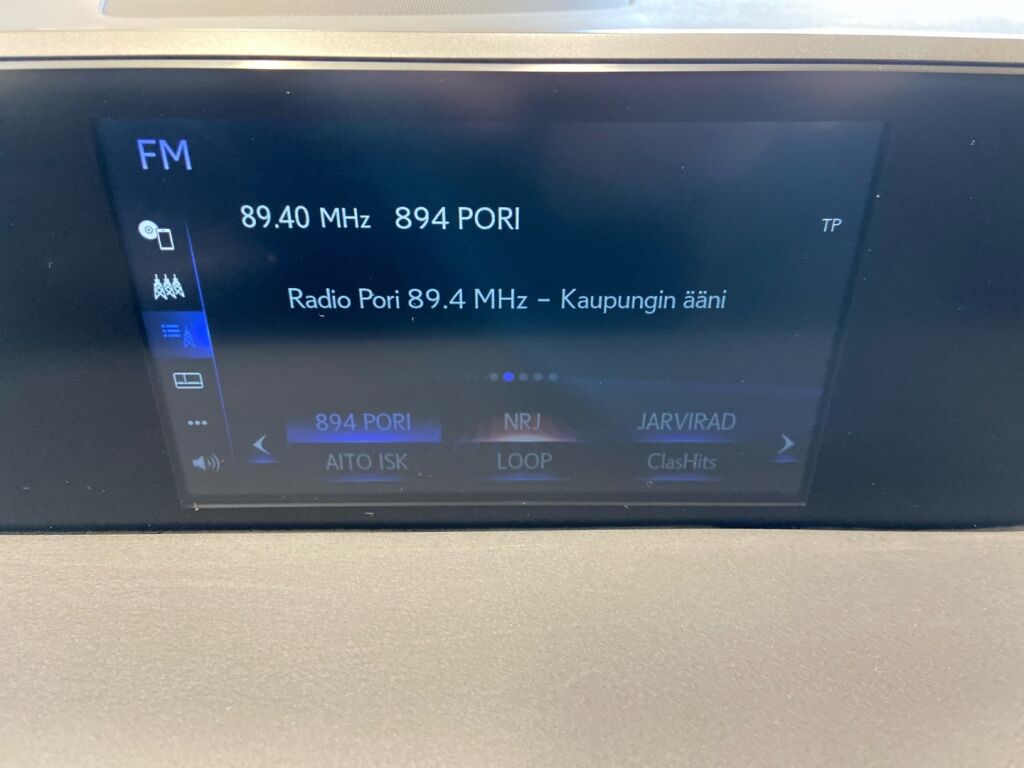 FM
89.40 MHz 894 PORI
TP
Radio Pori 89.4 MHz – Kaupungin ääni
894 PORI NRJ JARVIRAD
AITO ISK LOOP ClasHits